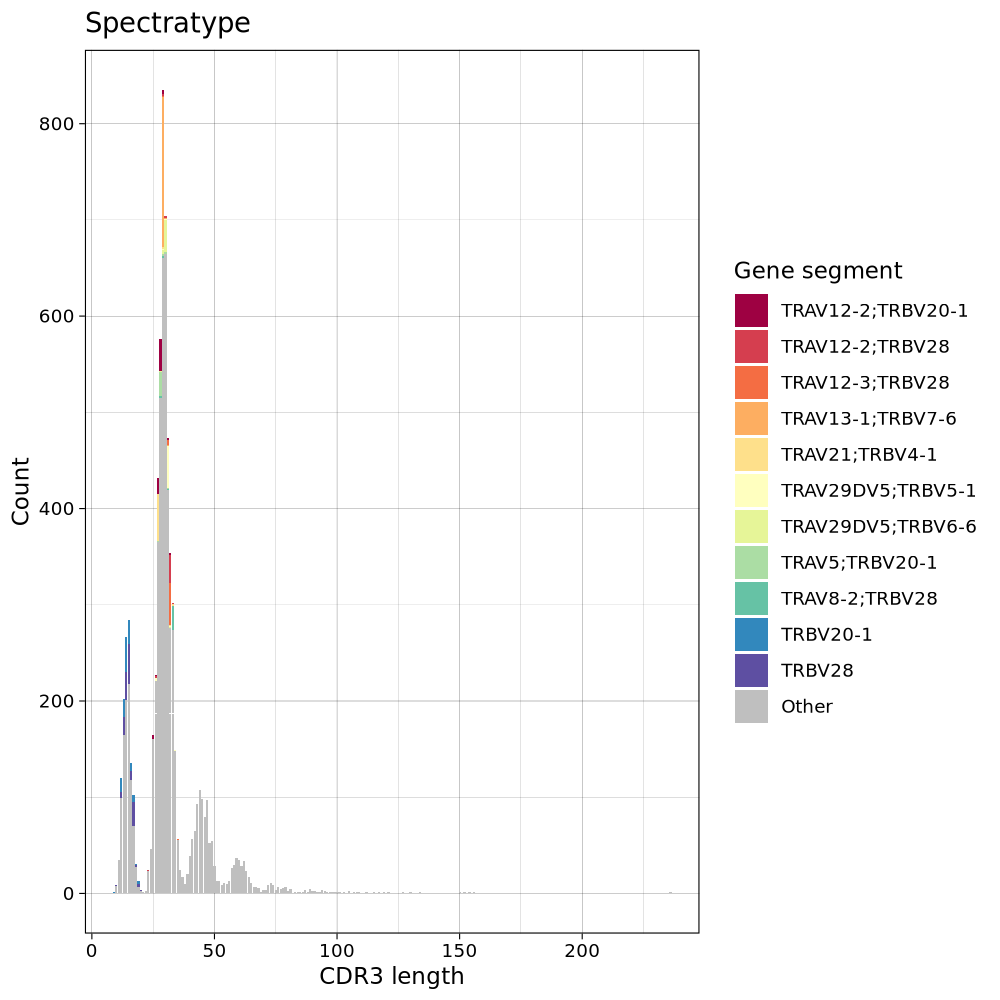 Spectratype
Count
800
600
400
200
0
0 50 100 150 200
CDR3 length
Gene segment
TRAV12-2;TRBV20-1
TRAV12-2;TRBV28
TRAV12-3;TRBV28
TRAV13-1;TRBV7-6
TRAV21;TRBV4-1
TRAV29DV5;TRBV5-1
TRAV29DV5;TRBV6-6
TRAV5;TRBV20-1
TRAV8-2;TRBV28
TRBV20-1
TRBV28
Other